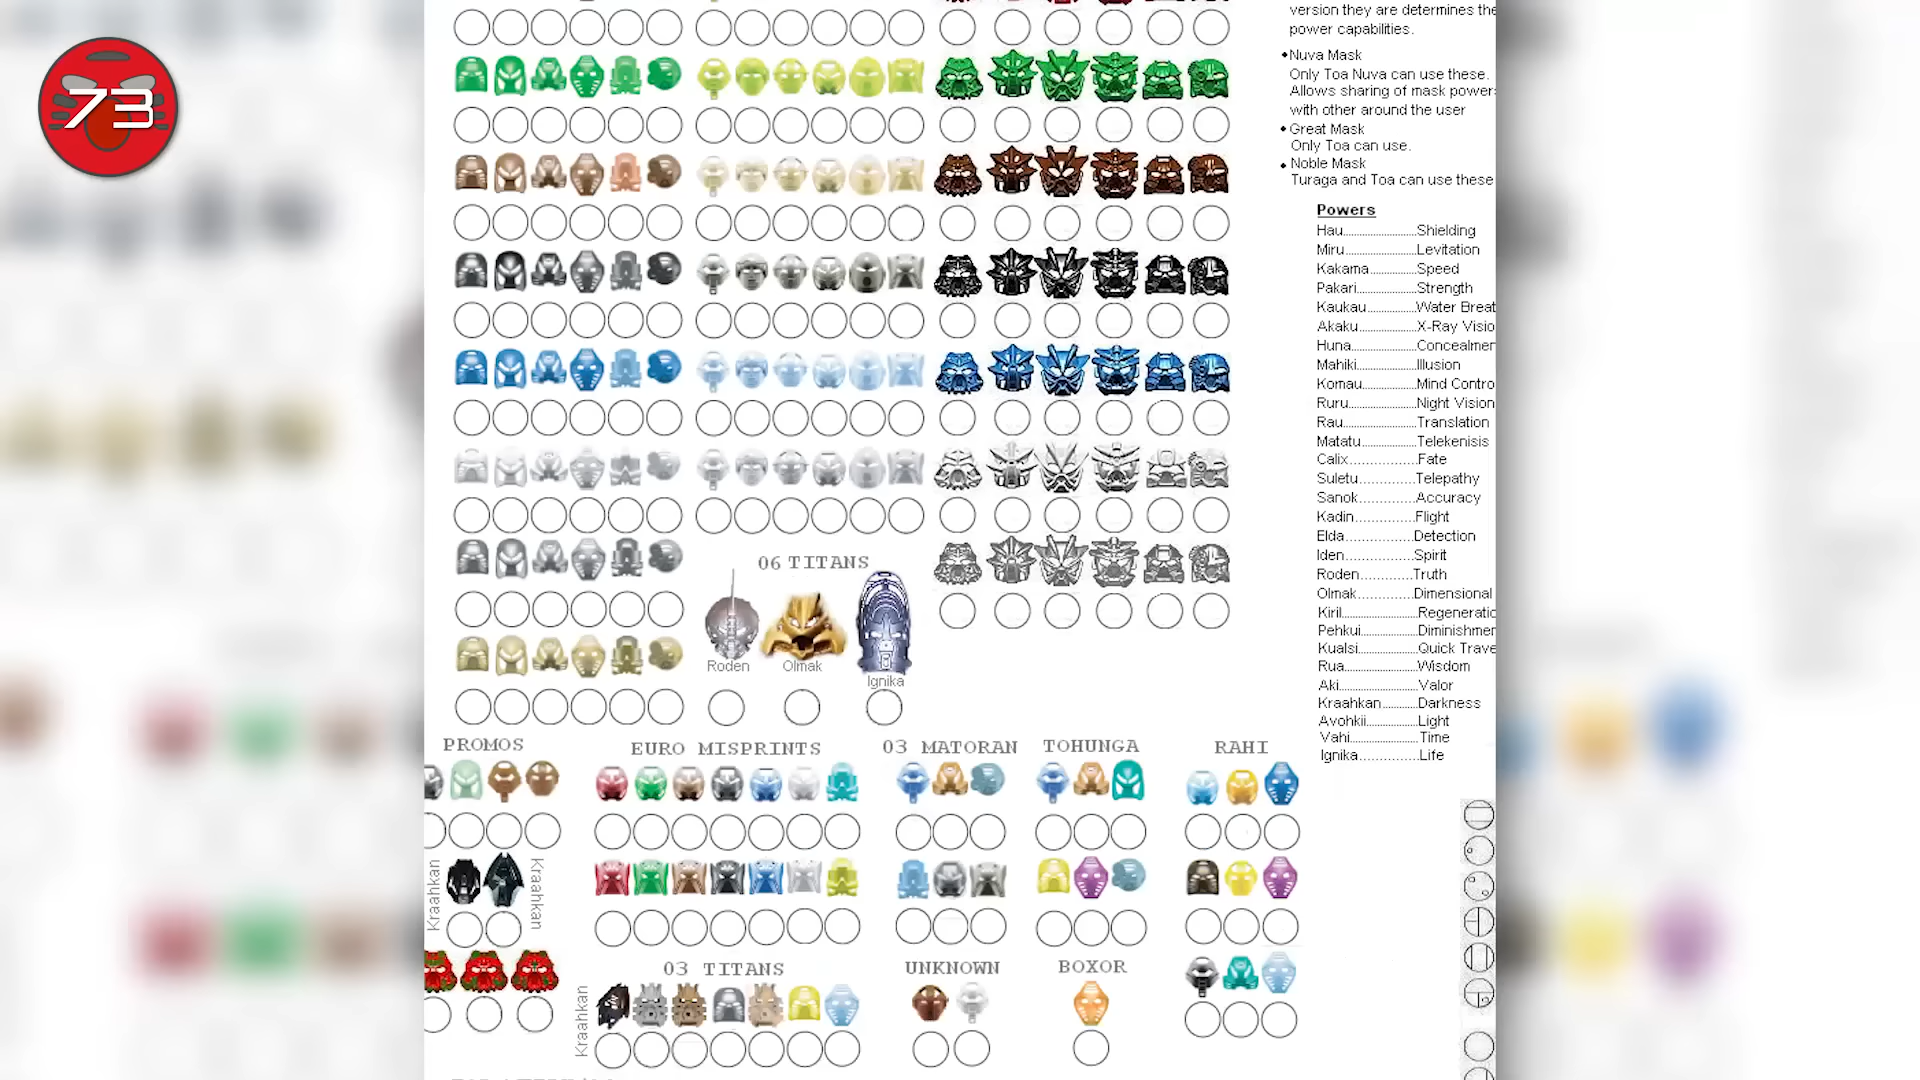 73
version they are determines the
power capabilities.
•Nuva Mask
Only Toa Nuva can use these.
Allows sharing of mask powers
with other around the user
•Great Mask
Only Toa can use.
•Noble Mask
Turaga and Toa can use these
Powers
Hau........................Shielding
Miru........................Levitation
Kakama................Speed
Pakari....................Strength
Kaukau.................Water Breat
Akaku....................X-Ray Visio
Huna......................Concealmen
Mahiki....................Illusion
Komau...................Mind Contro
Ruru.......................Night Vision
Rau........................Translation
Matatu...................Telekenisis
Calix................Fate
Suletu.............Telepathy
Sanok.............Accuracy
Kadin..............Flight
Elda................Detection
Iden................Spirit
Roden............Truth
Olmak.............Dimensional
Kiril........................Regeneratio
Pehkui...................Diminishmen
Kualsi....................Quick Trave
Rua........................Wisdom
Aki.........................Valor
Kraahkan............Darkness
Avohkii..................Light
Vahi.......................Time
Ignika...............Life
06 TITANS
Roden
Olmak
Ignika
PROMOS
EURO MISPRINTS
03 MATORAN
TOHUNGA
RAHI
Kraahkan
Kraahkan
03 TITANS
UNKNOWN
BOXOR
Kraahkan